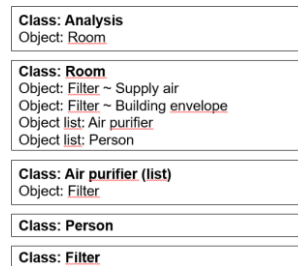 Class: Analysis
Object: Room
Class: Room
Object: Filter ~ Supply air
Object: Filter ~ Building envelope
Object list: Air purifier
Object list: Person
Class: Air purifier (list)
Object: Filter
Class: Person
Class: Filter